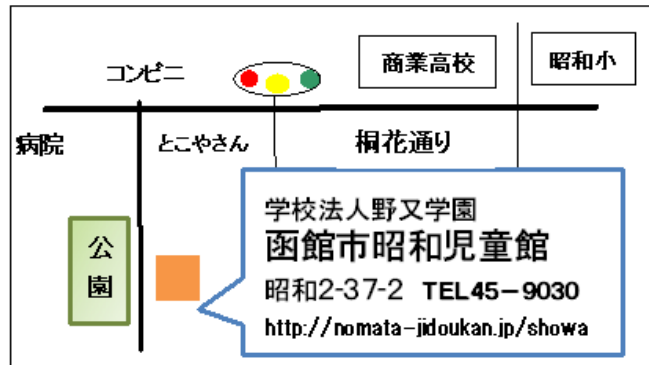 コンビニ
商業高校
昭和小
病院
とこやさん
桐花通り
公園
学校法人野又学園
函館市昭和児童館
昭和2-37-2 TEL45-9030
http://nomata-jidoukan.jp/showa